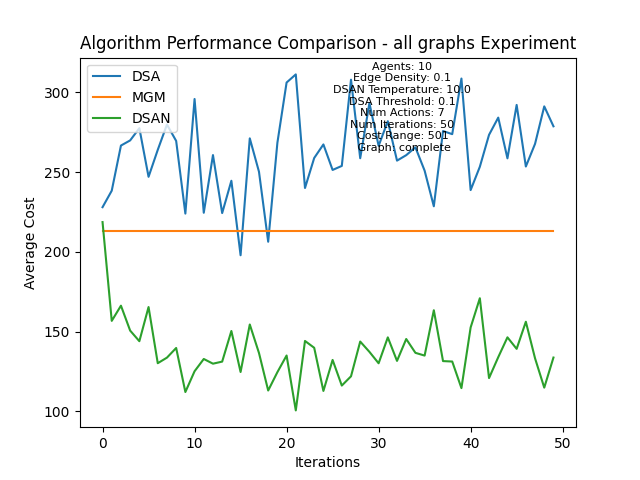 Algorithm Performance Comparison - all graphs Experiment
DSA
MGM
DSAN
Agents: 10
Edge Density: 0.1
DSAN Temperature: 10.0
DSA Threshold: 0.1
Num Actions: 7
Num Iterations: 50
Cost Range: 501
Graph: complete
300
250
200
150
100
Average Cost
0
10
20
30
40
50
Iterations